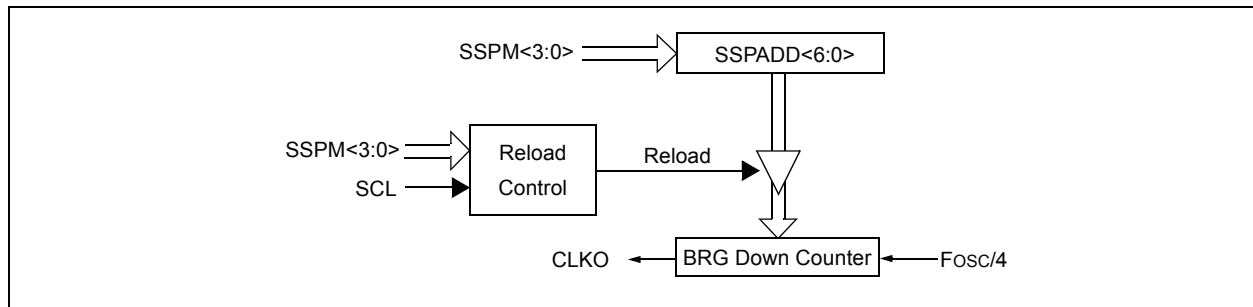 SSPM<3:0>
SSPADD<6:0>
SSPM<3:0>
SCL
Reload
Control
Reload
CLKO
BRG Down Counter
FOSC/4